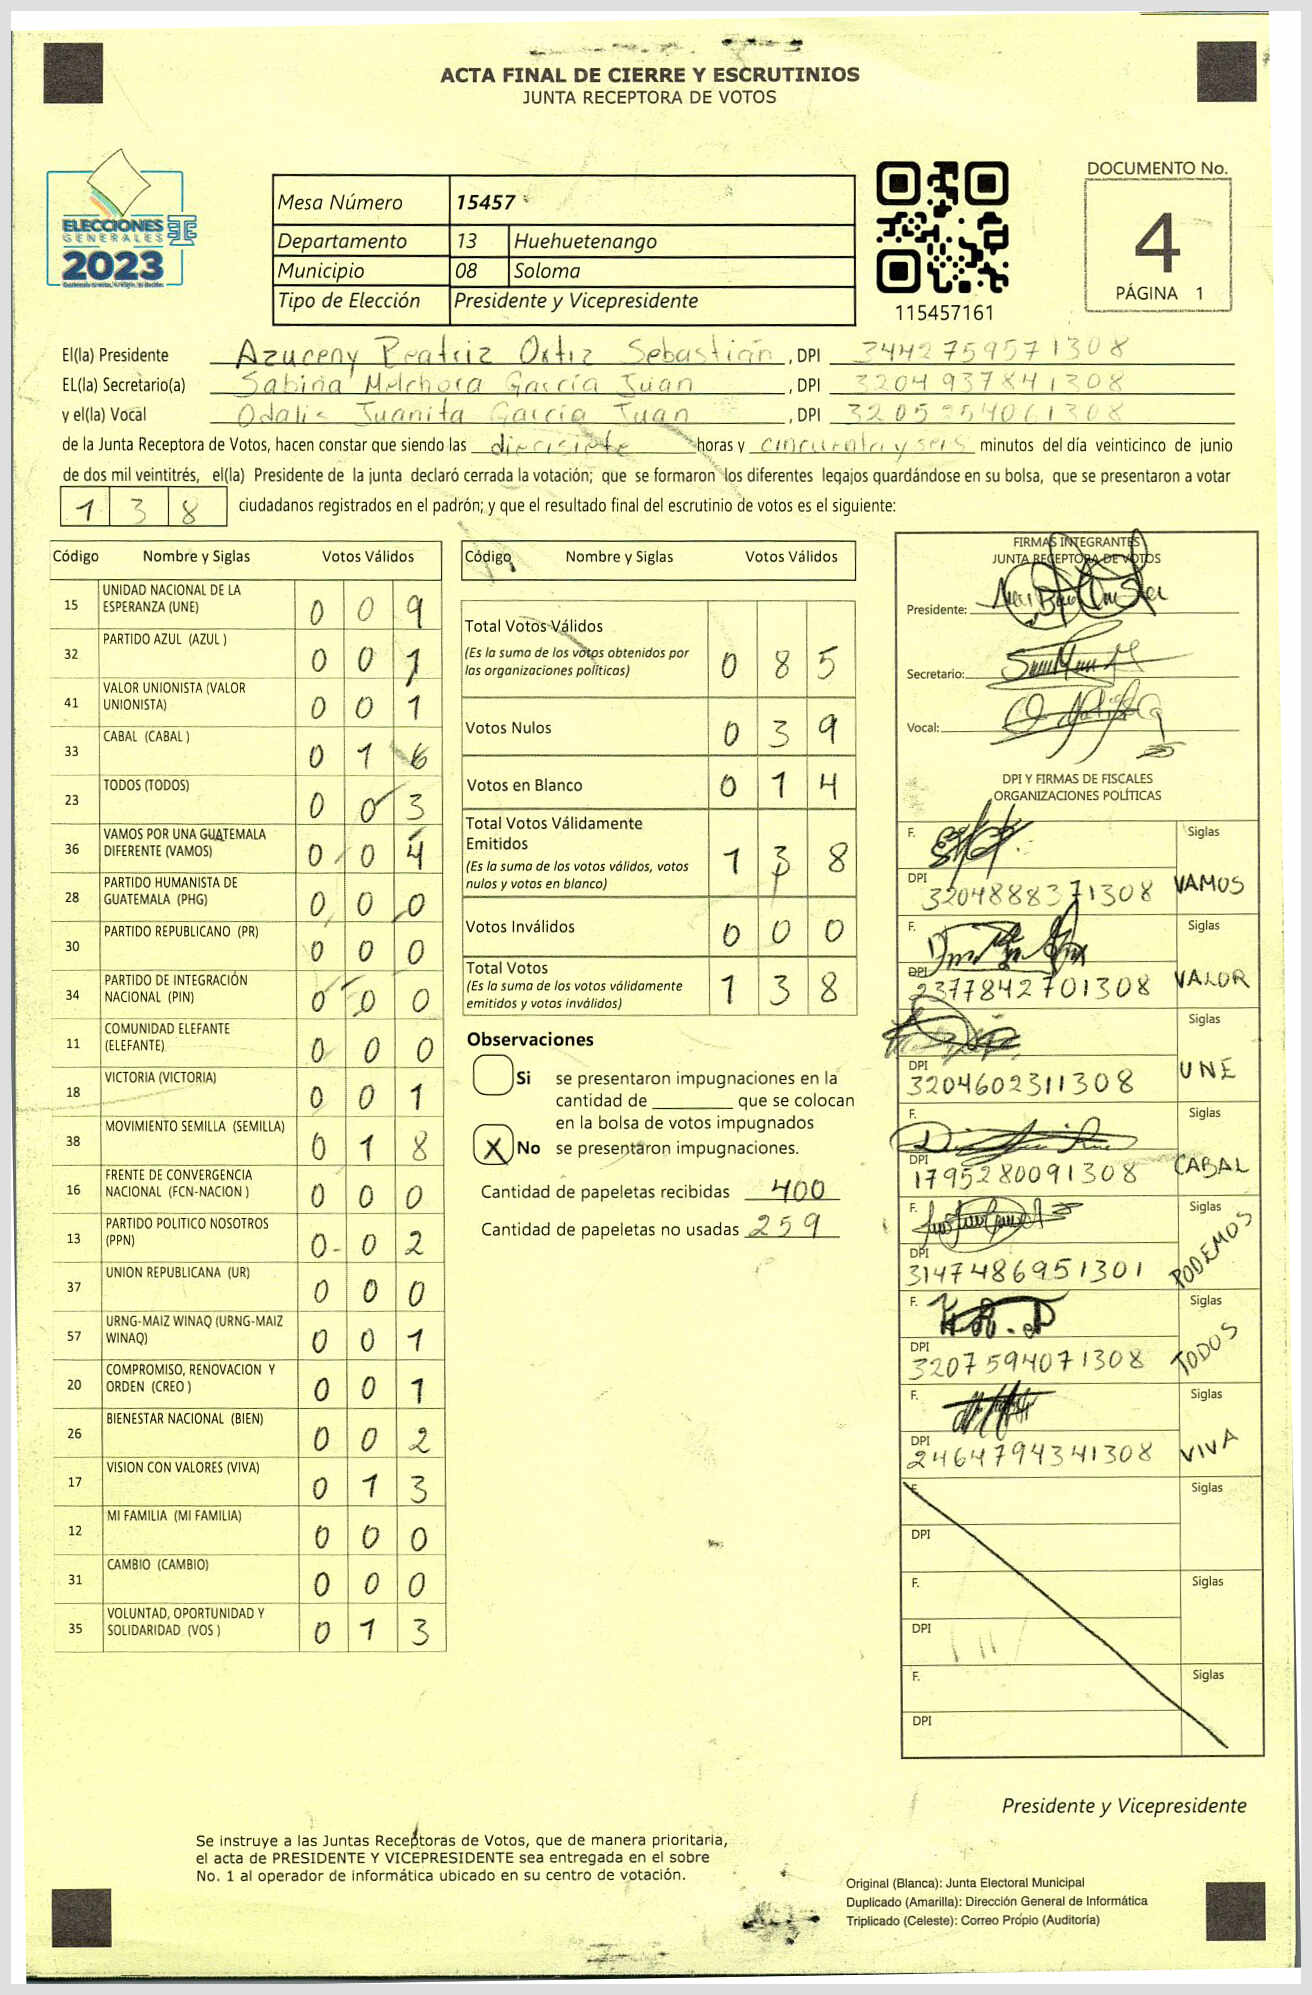 ACTA FINAL DE CIERRE Y ESCRUTINIOS
JUNTA RECEPTORA DE VOTOS
ELECCIONES
GENERALES
2023
Mesa Número 15457
Departamento 13 Huehuetenango
Municipio 08 Soloma
Tipo de Elección Presidente y Vicepresidente
115457161
DOCUMENTO No.
4
PÁGINA 1
El(la) Presidente Azuceny Beatriz Ortiz Sebastián , DPI 3442759571308
EL(la) Secretario(a) Sabina Melchora García Juan , DPI 3204937841308
y el(la) Vocal Odalis Juanita García Juan , DPI
de la Junta Receptora de Votos, hacen constar que siendo las diecisiete horas y cincuenta y seis minutos del día veinticinco de junio
de dos mil veintitrés, el(la) Presidente de la junta declaró cerrada la votación; que se formaron los diferentes legajos guardándose en su bolsa, que se presentaron a votar
1 3 8 ciudadanos registrados en el padrón; y que el resultado final del escrutinio de votos es el siguiente:
Código Nombre y Siglas Votos Válidos
15 UNIDAD NACIONAL DE LA ESPERANZA (UNE) 0 0 9
32 PARTIDO AZUL (AZUL ) 0 0 1
41 VALOR UNIONISTA (VALOR UNIONISTA) 0 0 1
33 CABAL (CABAL ) 0 1 6
23 TODOS (TODOS) 0 0 3
36 VAMOS POR UNA GUATEMALA DIFERENTE (VAMOS) 0 0 4
28 PARTIDO HUMANISTA DE GUATEMALA (PHG) 0 0 0
30 PARTIDO REPUBLICANO (PR) 0 0 0
34 PARTIDO DE INTEGRACIÓN NACIONAL (PIN) 0 0 0
11 COMUNIDAD ELEFANTE (ELEFANTE) 0 0 0
18 VICTORIA (VICTORIA) 0 0 1
38 MOVIMIENTO SEMILLA (SEMILLA) 0 1 8
16 FRENTE DE CONVERGENCIA NACIONAL (FCN-NACION ) 0 0 0
13 PARTIDO POLITICO NOSOTROS (PPN) 0 0 2
37 UNION REPUBLICANA (UR) 0 0 0
57 URNG-MAIZ WINAQ (URNG-MAIZ WINAQ) 0 0 1
20 COMPROMISO, RENOVACION Y ORDEN (CREO ) 0 0 1
26 BIENESTAR NACIONAL (BIEN) 0 0 2
17 VISION CON VALORES (VIVA) 0 1 3
12 MI FAMILIA (MI FAMILIA) 0 0 0
31 CAMBIO (CAMBIO) 0 0 0
35 VOLUNTAD, OPORTUNIDAD Y SOLIDARIDAD (VOS ) 0 1 3
Código Nombre y Siglas Votos Válidos
Total Votos Válidos 0 8 5
(Es la suma de los votos obtenidos por
las organizaciones políticas)
Votos Nulos 0 3 9
Votos en Blanco 0 1 4
Total Votos Válidamente
Emitidos 1 3 8
(Es la suma de los votos válidos, votos
nulos y votos en blanco)
Votos Inválidos 0 0 0
Total Votos 1 3 8
(Es la suma de los votos válidamente
emitidos y votos inválidos)
Observaciones
Si se presentaron impugnaciones en la
cantidad de ________ que se colocan
en la bolsa de votos impugnados
X No se presentaron impugnaciones.
Cantidad de papeletas recibidas 400
Cantidad de papeletas no usadas 259
FIRMAS INTEGRANTES
JUNTA RECEPTORA DE VOTOS
Presidente:
Secretario:
Vocal:
DPI Y FIRMAS DE FISCALES
ORGANIZACIONES POLÍTICAS
F. Siglas
DPI 3204888371308 VAMOS
F. Siglas
DPI 2377842701308 VALOR
Siglas
DPI 3204602311308 UNE
F. Siglas
DPI 1795280091308 CABAL
F. Siglas
DPI 3147486951301 PODEMOS
F. Siglas
DPI 3207594071308 TODOS
F. Siglas
DPI 2464794341308 VIVA
F. Siglas
DPI
F. Siglas
DPI
F. Siglas
DPI
Presidente y Vicepresidente
Se instruye a las Juntas Receptoras de Votos, que de manera prioritaria,
el acta de PRESIDENTE Y VICEPRESIDENTE sea entregada en el sobre
No. 1 al operador de informática ubicado en su centro de votación.
Original (Blanca): Junta Electoral Municipal
Duplicado (Amarilla): Dirección General de Informática
Triplicado (Celeste): Correo Propio (Auditoría)